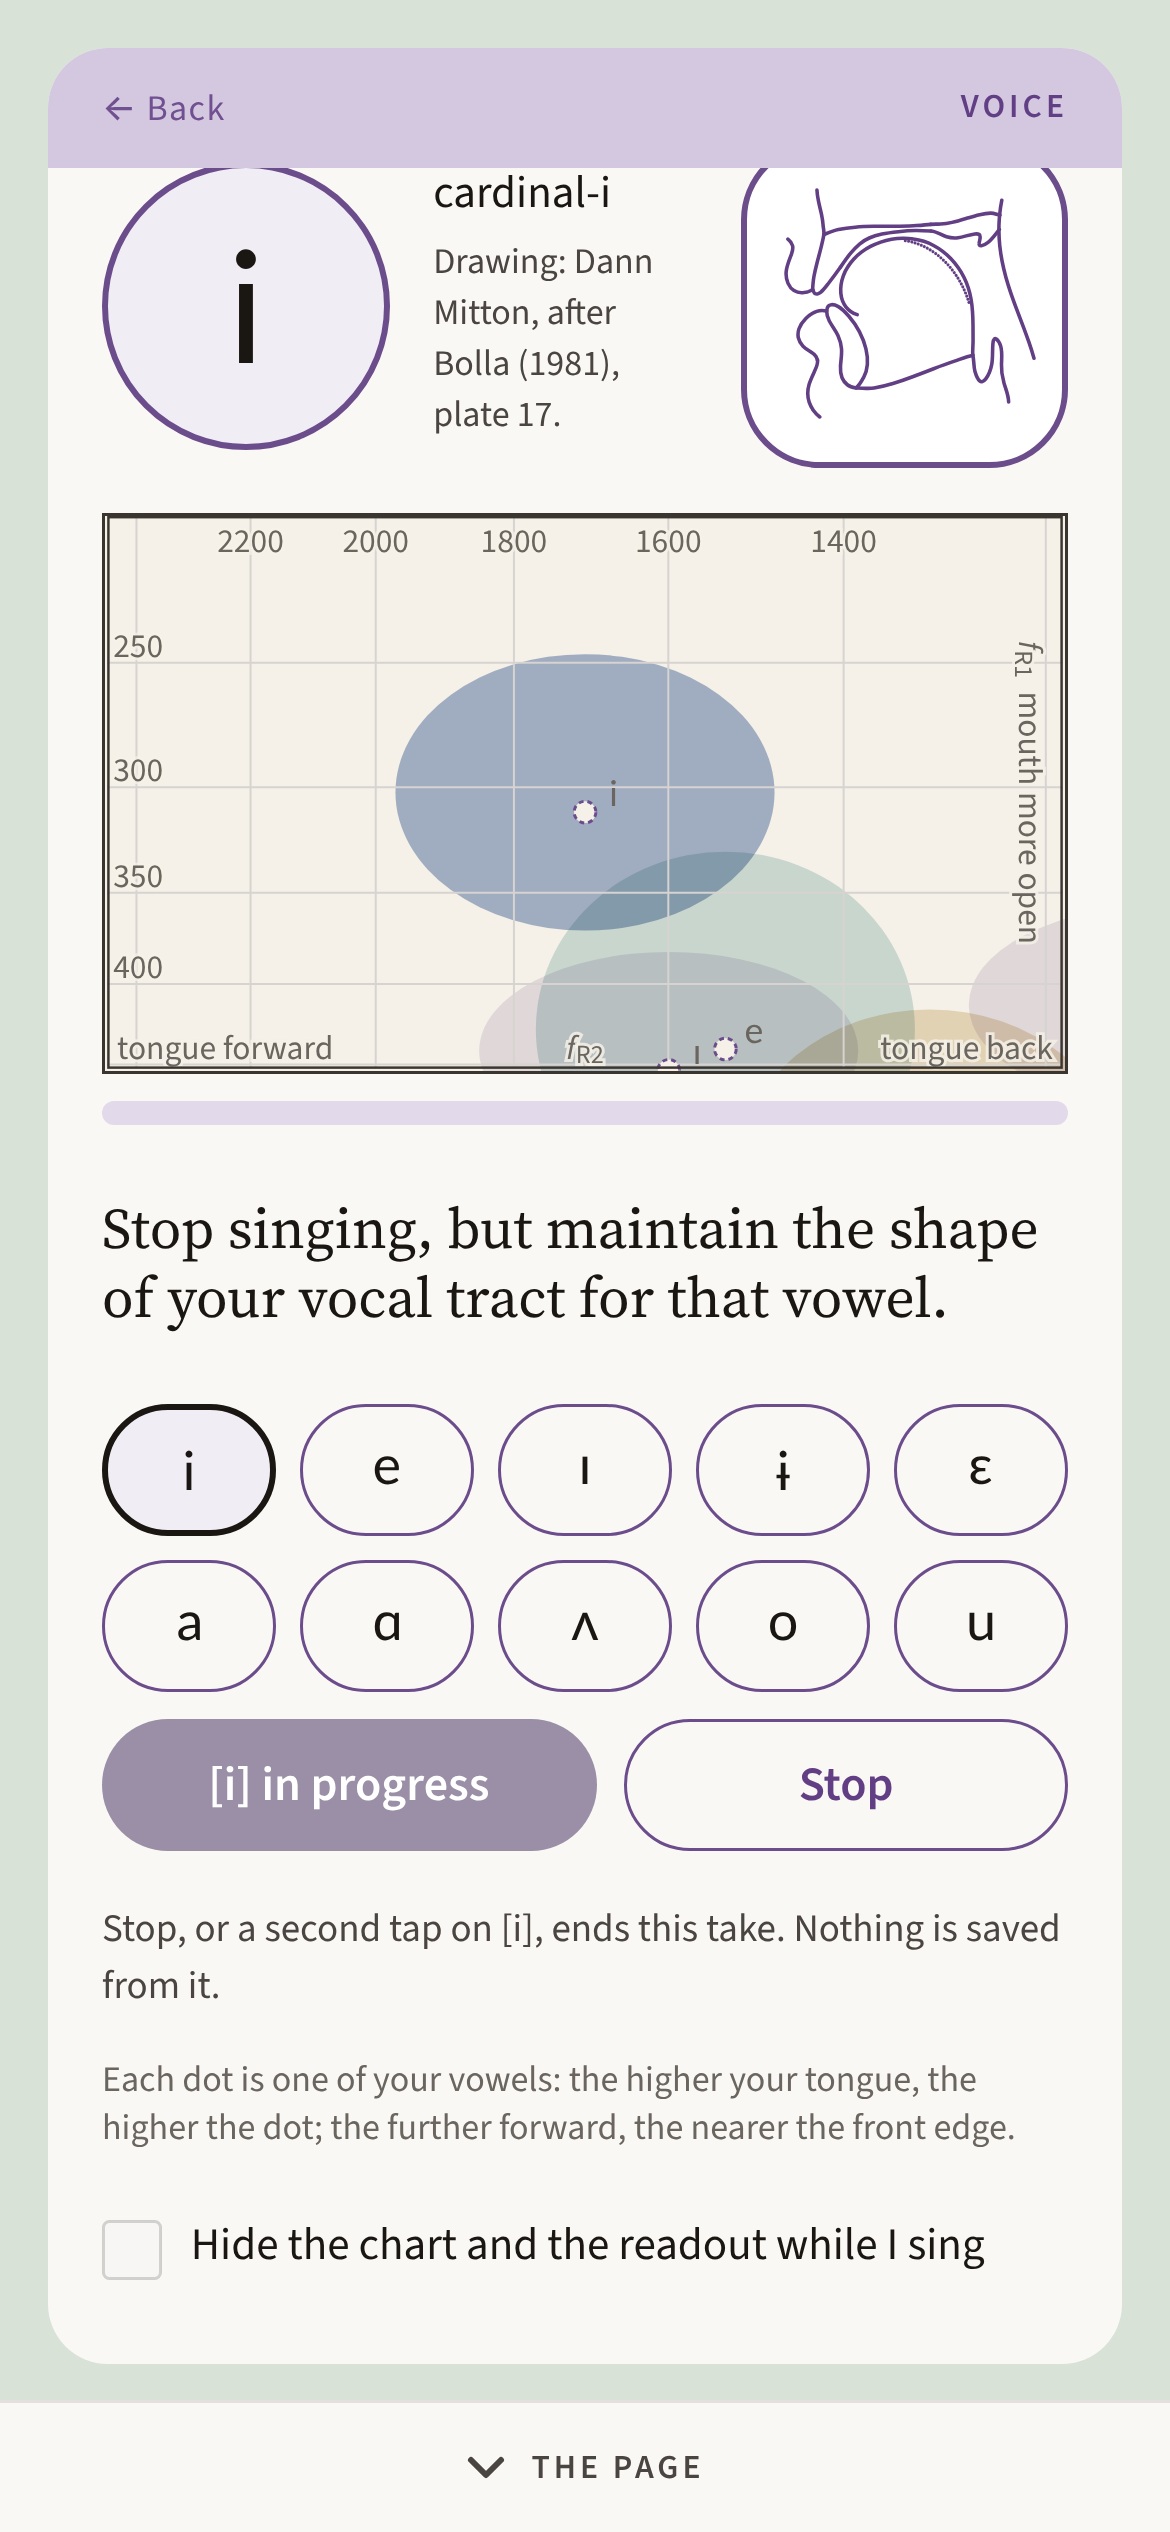 ← Back
VOICE
i
cardinal-i
Drawing: Dann
Mitton, after
Bolla (1981),
plate 17.
2200 2000 1800 1600 1400
250
300
350
400
i
e
ɪ
fR1 mouth more open
tongue forward
fR2
tongue back
Stop singing, but maintain the shape
of your vocal tract for that vowel.
i e ɪ ɨ ɛ
a ɑ ʌ o u
[i] in progress
Stop
Stop, or a second tap on [i], ends this take. Nothing is saved
from it.
Each dot is one of your vowels: the higher your tongue, the
higher the dot; the further forward, the nearer the front edge.
Hide the chart and the readout while I sing
THE PAGE